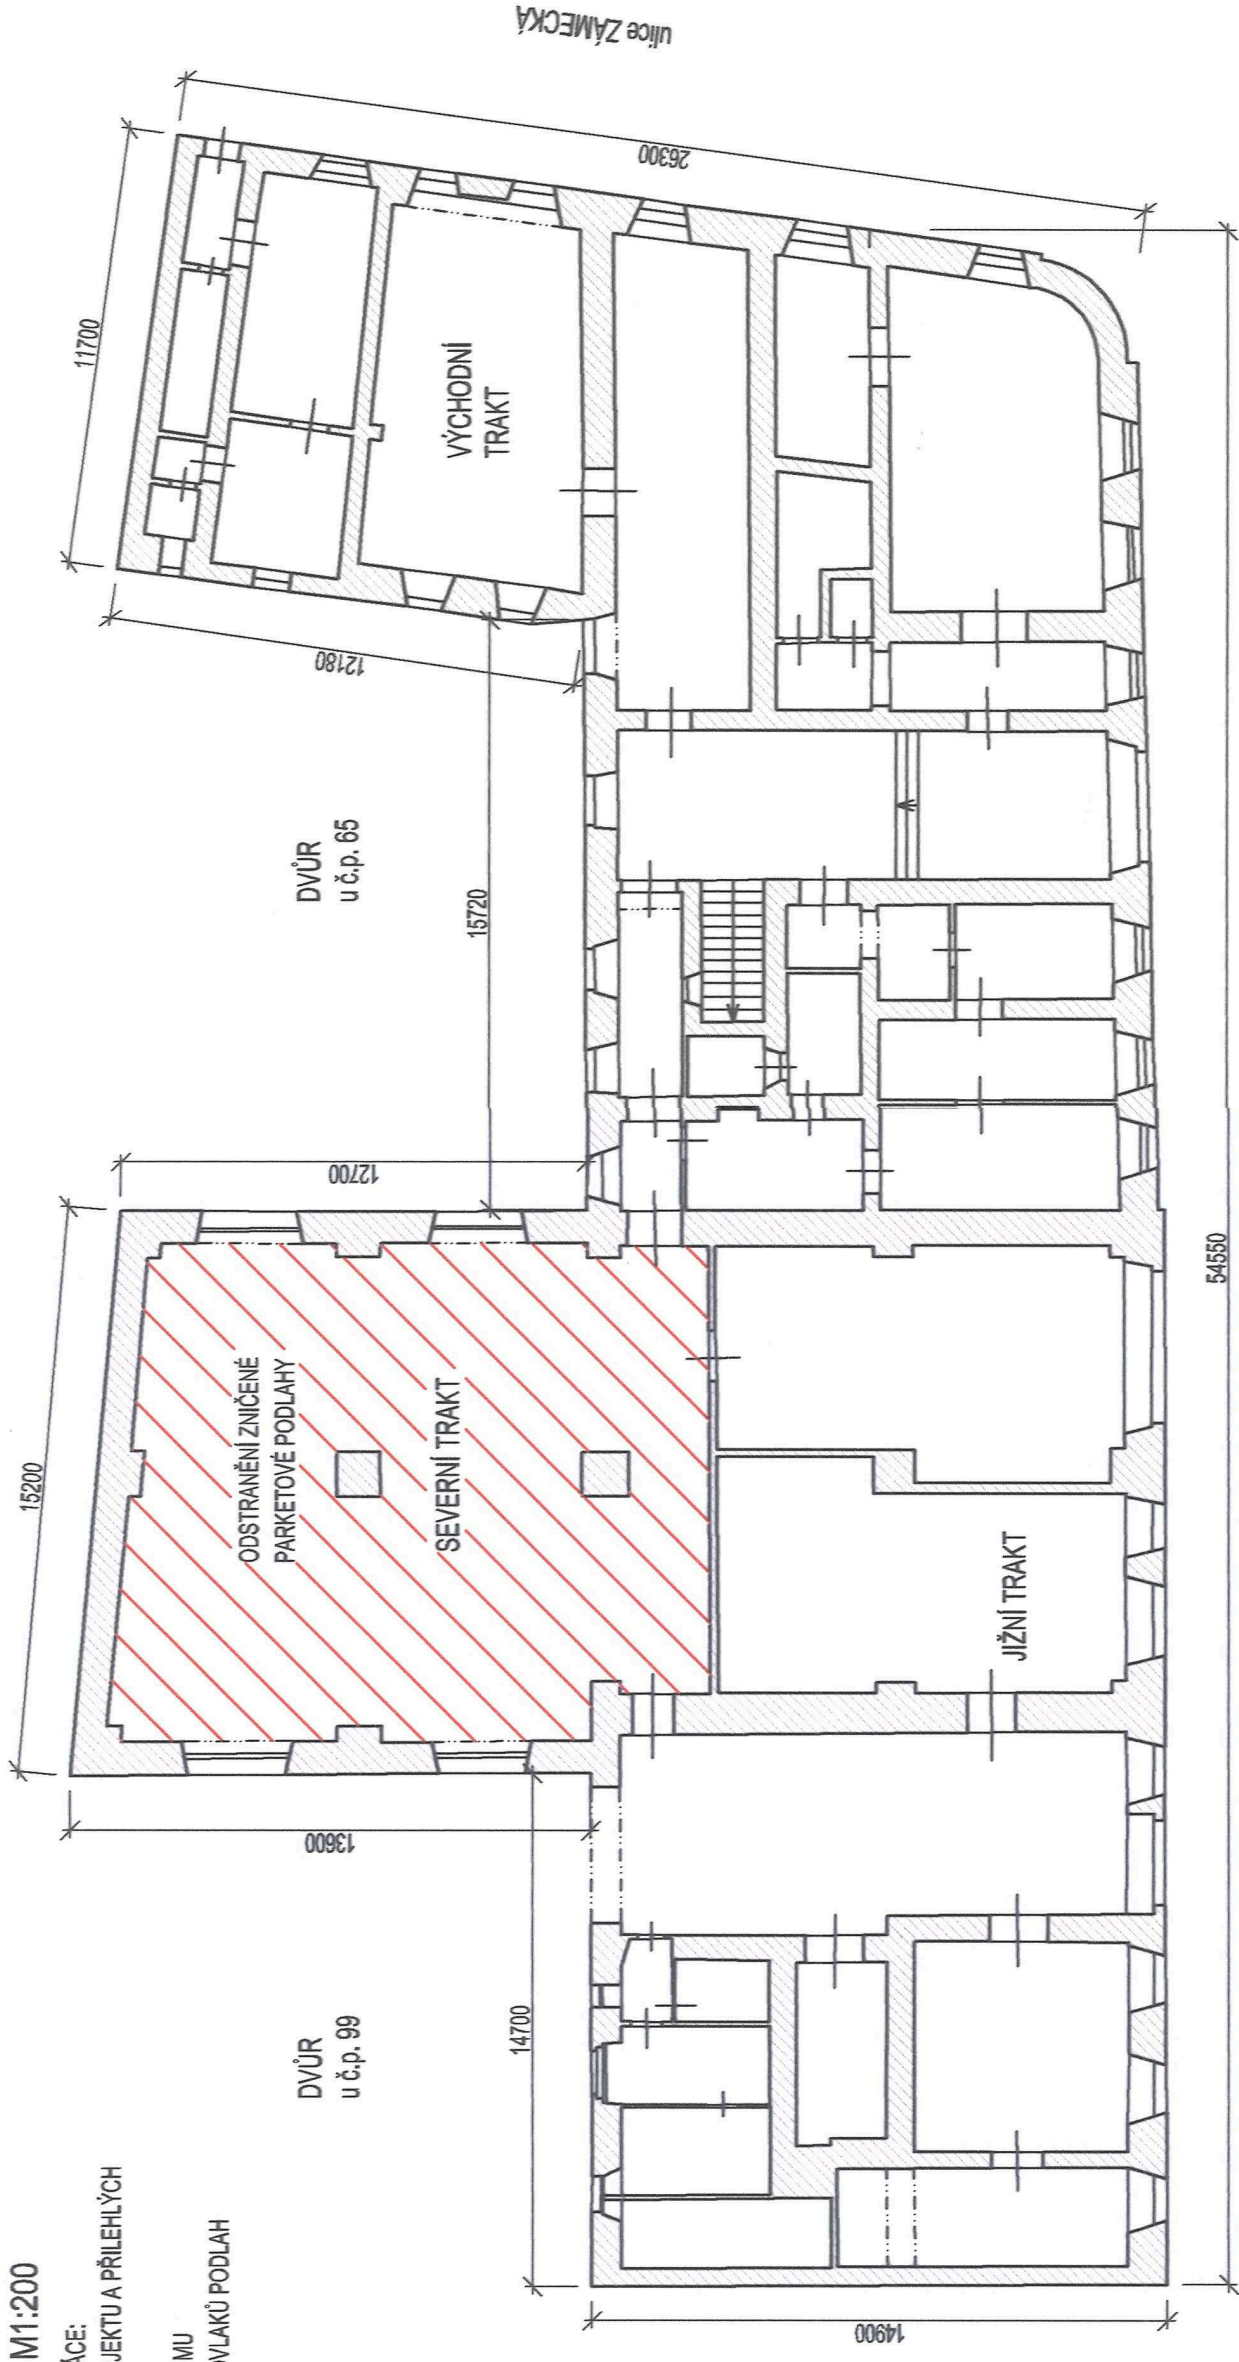 M1:200
ÁCE:
JEKTU A PŘILEHLÝCH
MU
OVLAKŮ PODLAH
DVŮR
u č.p. 99
DVŮR
u č.p. 65
ODSTRANĚNÍ ZNIČENÉ
PARKETOVÉ PODLAHY
SEVERNÍ TRAKT
JIŽNÍ TRAKT
VÝCHODNÍ
TRAKT
ulice ZÁMECKÁ
15200
13600
12700
14700
14900
15720
12180
11700
26300
54550